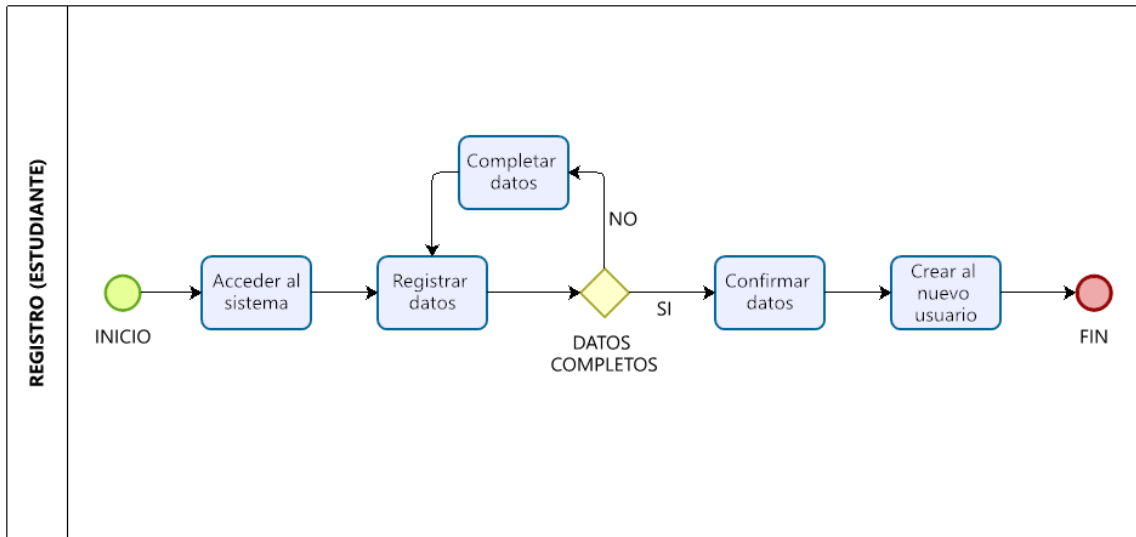 REGISTRO (ESTUDIANTE)
Completar
datos
NO
Acceder al
sistema
Registrar
datos
Confirmar
datos
Crear al
nuevo
usuario
SI
INICIO
DATOS
COMPLETOS
FIN